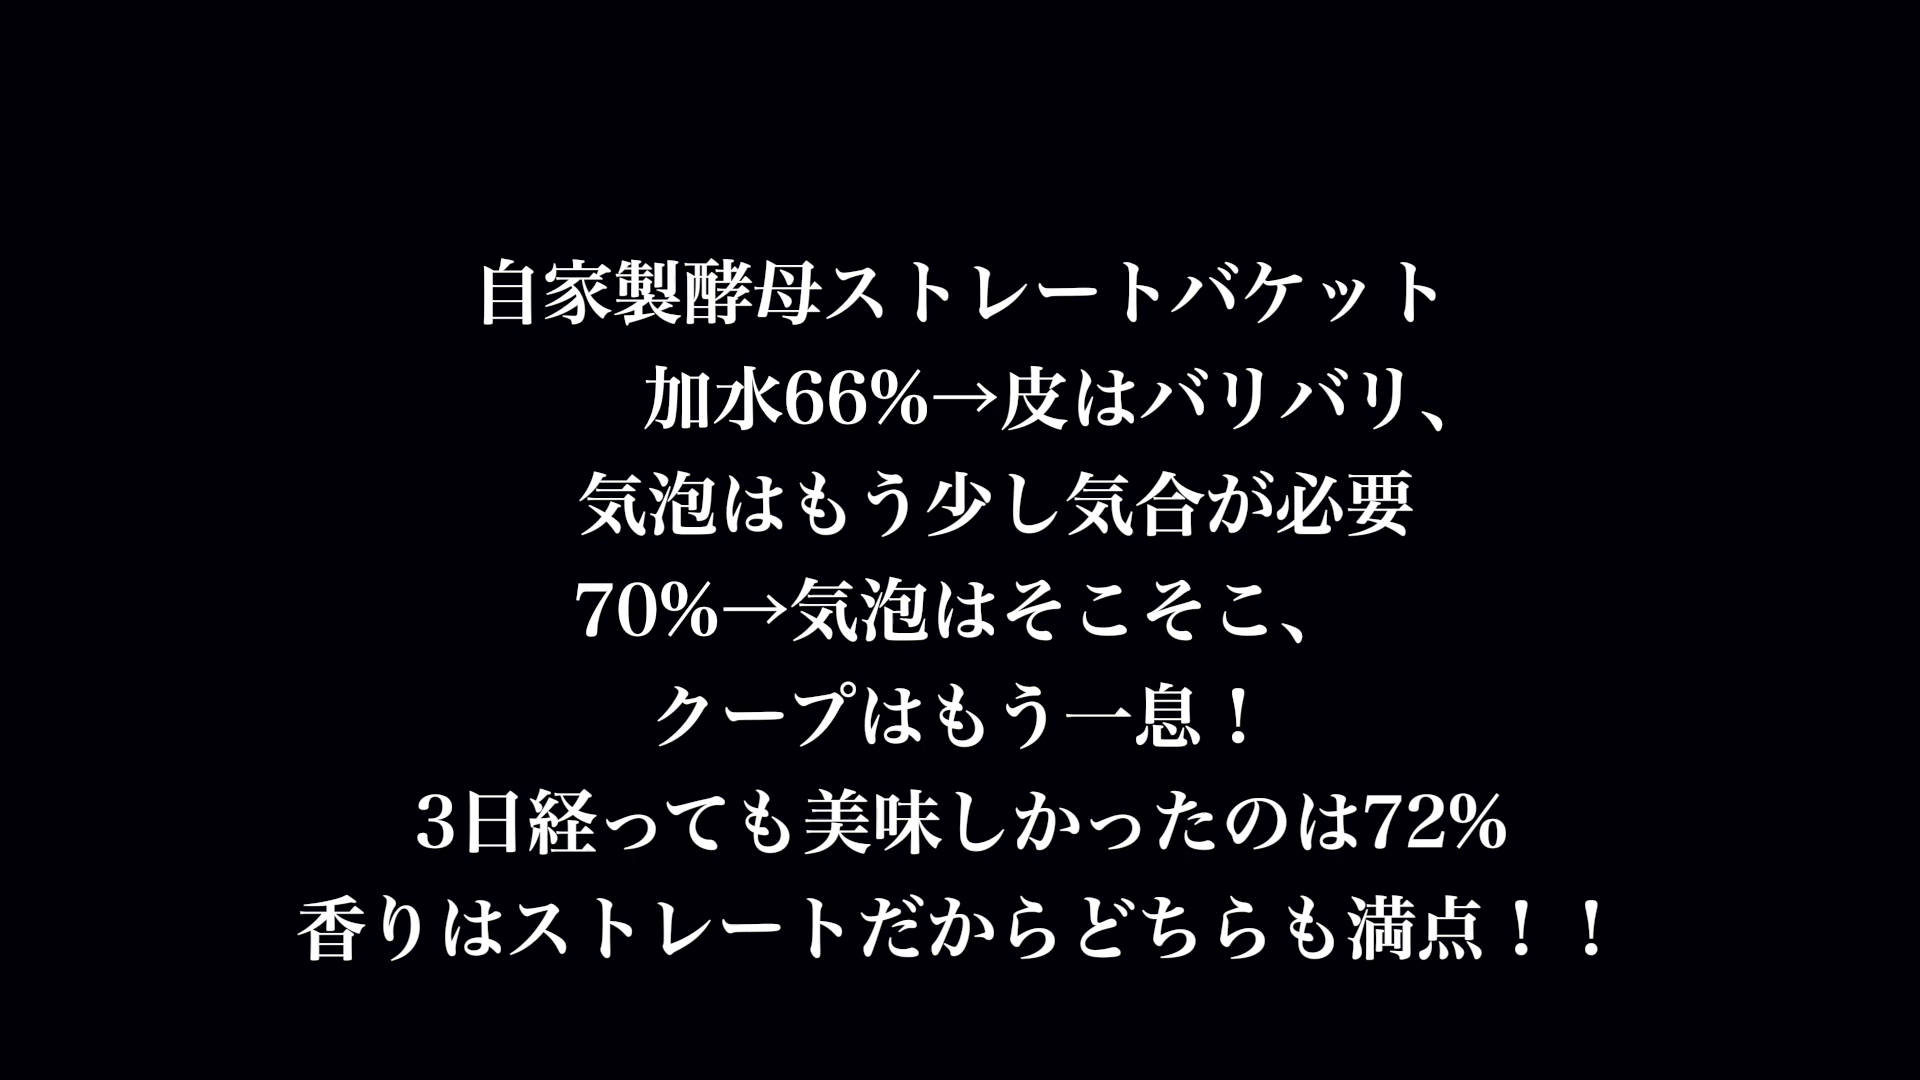 自家製酵母ストレートバケット
加水66%→皮はバリバリ、
気泡はもう少し気合が必要
70%→気泡はそこそこ、
クープはもう一息！
3日経っても美味しかったのは72%
香りはストレートだからどちらも満点！！